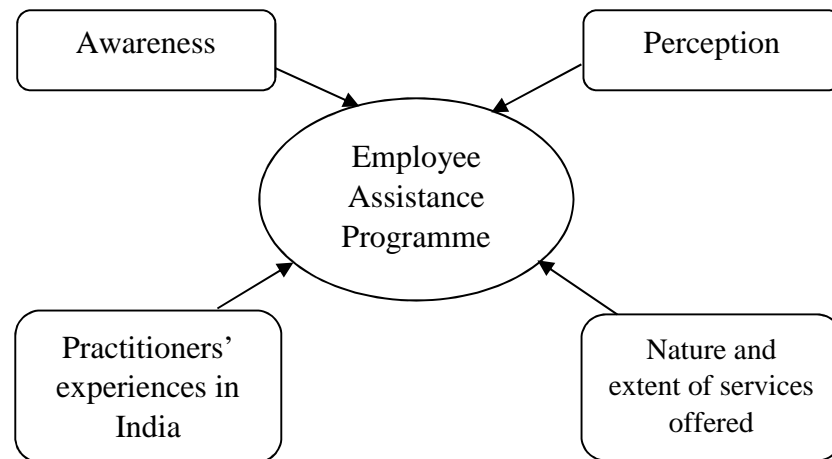 Awareness
Perception
Employee
Assistance
Programme
Practitioners’
experiences in
India
Nature and
extent of services
offered